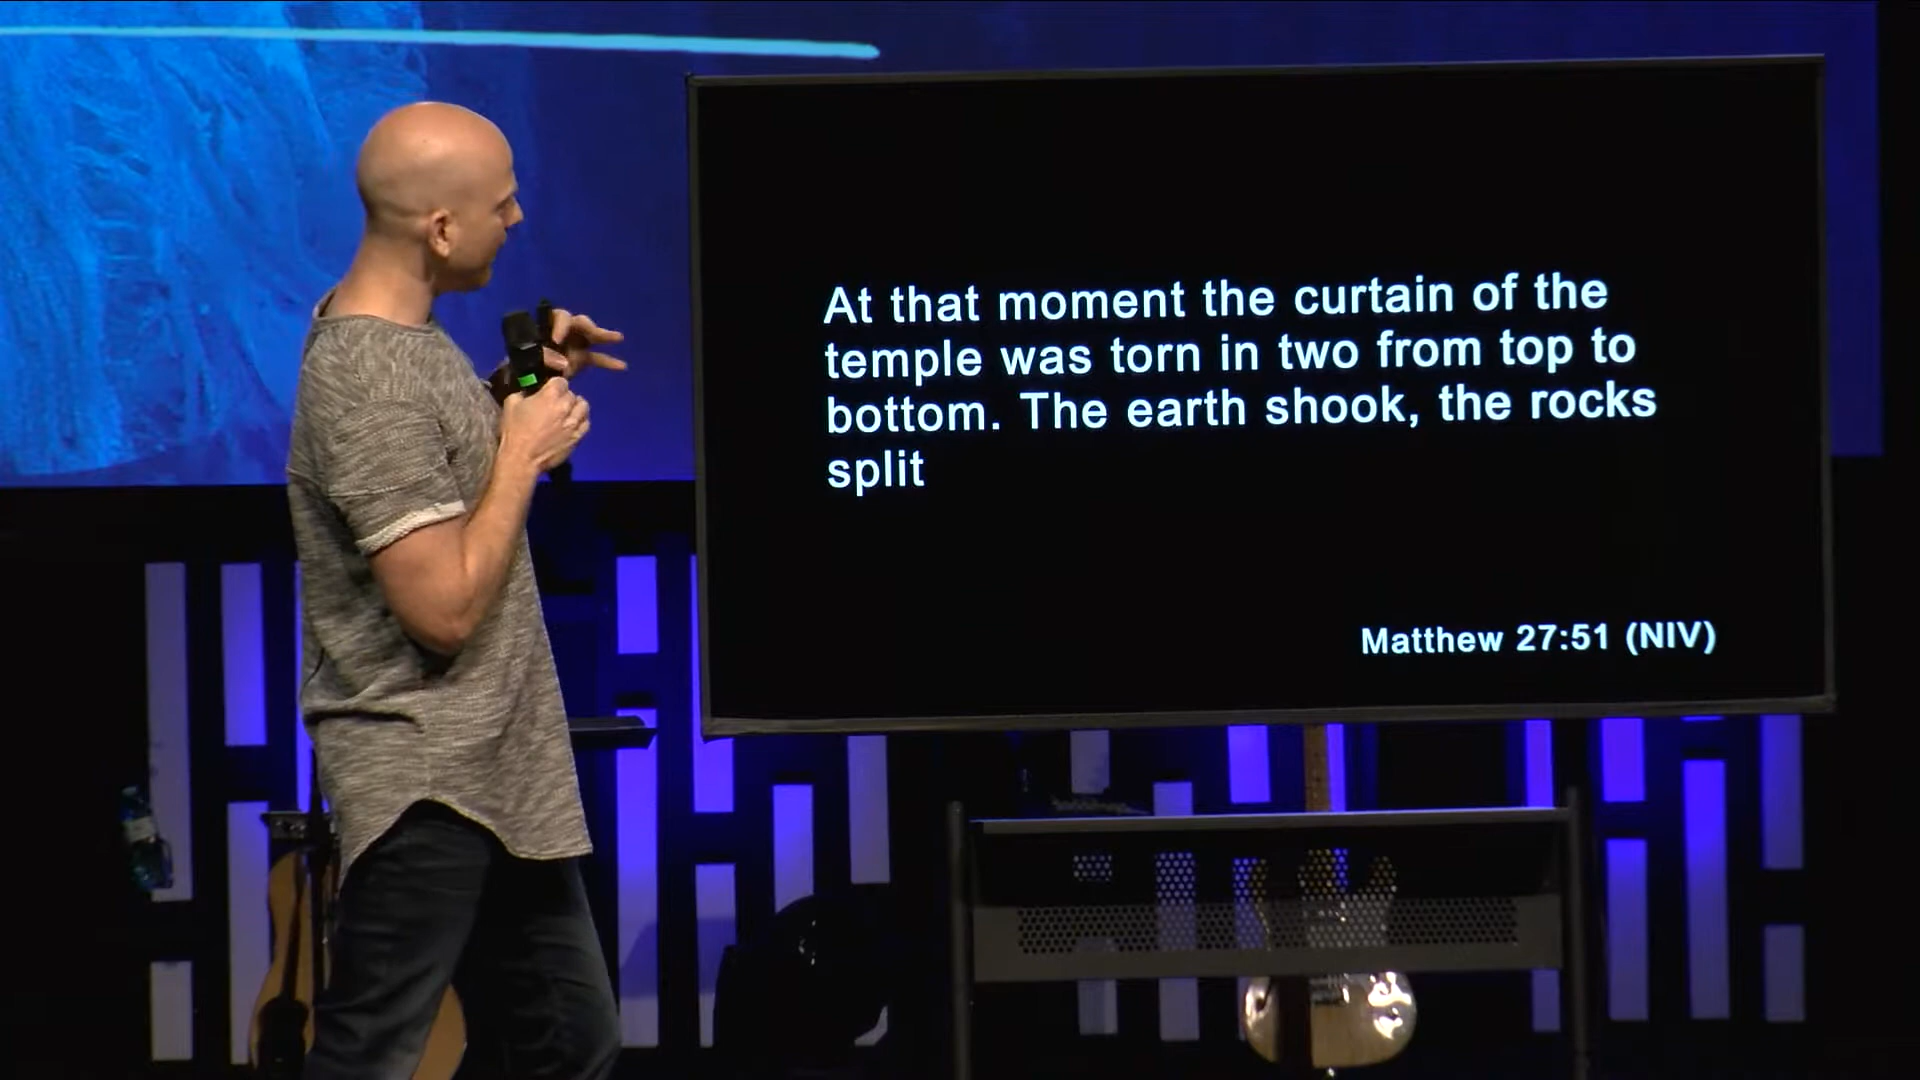 At that moment the curtain of the
temple was torn in two from top to
bottom. The earth shook, the rocks
split
Matthew 27:51 (NIV)